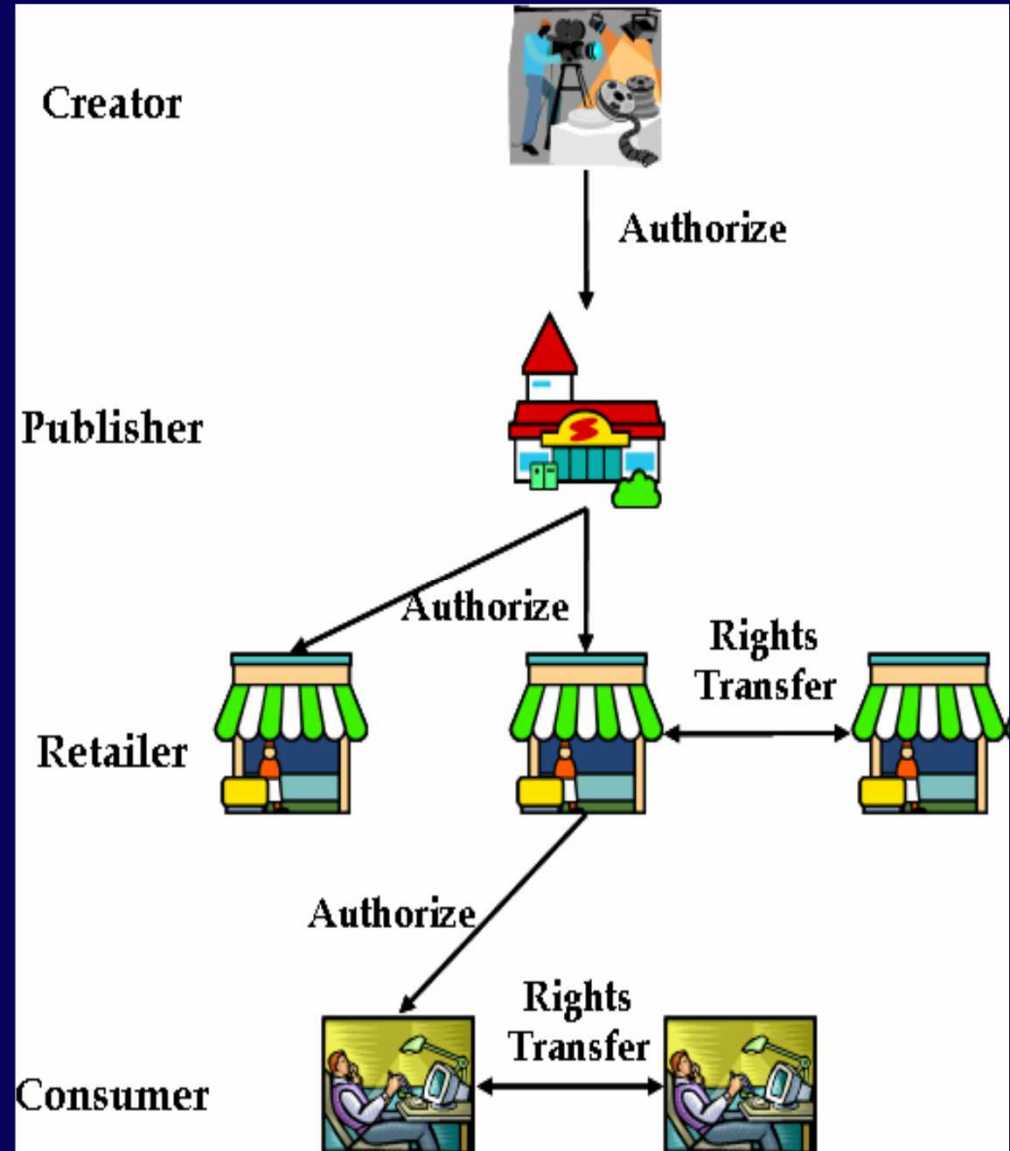 Creator
Authorize
Publisher
Authorize
Rights
Transfer
Retailer
Authorize
Rights
Transfer
Consumer